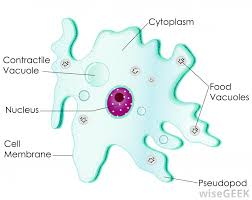 Cytoplasm
Contractile
Vacuole
Food
Vacuoles
Nucleus
Cell
Membrane
Pseudopod
wiseGEEK